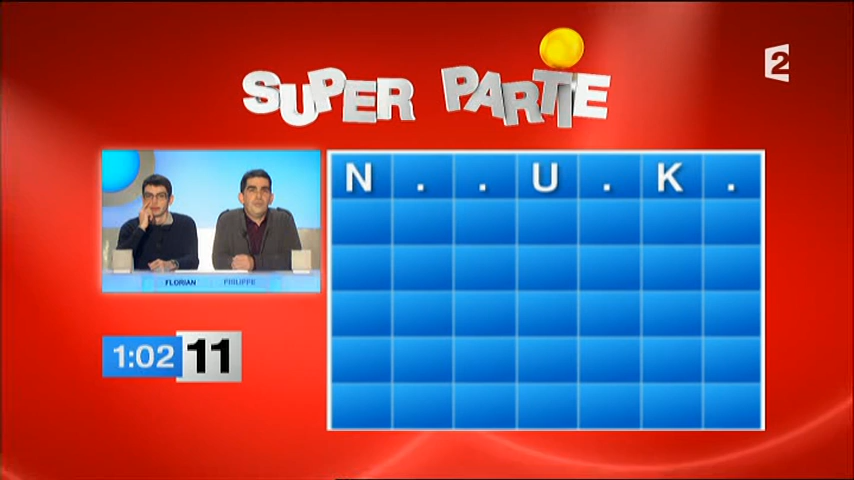 SUPER PARTIE
2
N . . U . K .
FLORIAN PHILIPPE
1:02 11